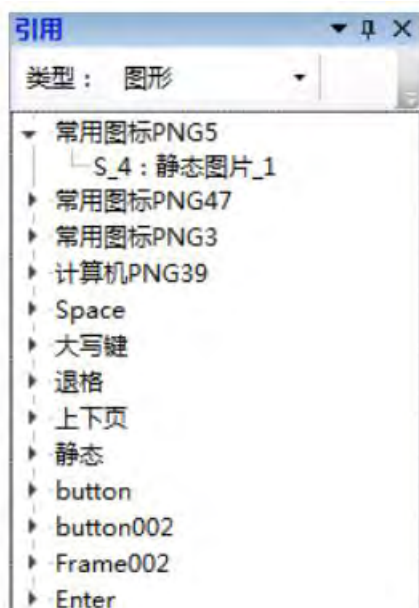 引用
类型： 图形
常用图标PNG5
S_4：静态图片_1
常用图标PNG47
常用图标PNG3
计算机PNG39
Space
大写键
退格
上下页
静态
button
button002
Frame002
Enter